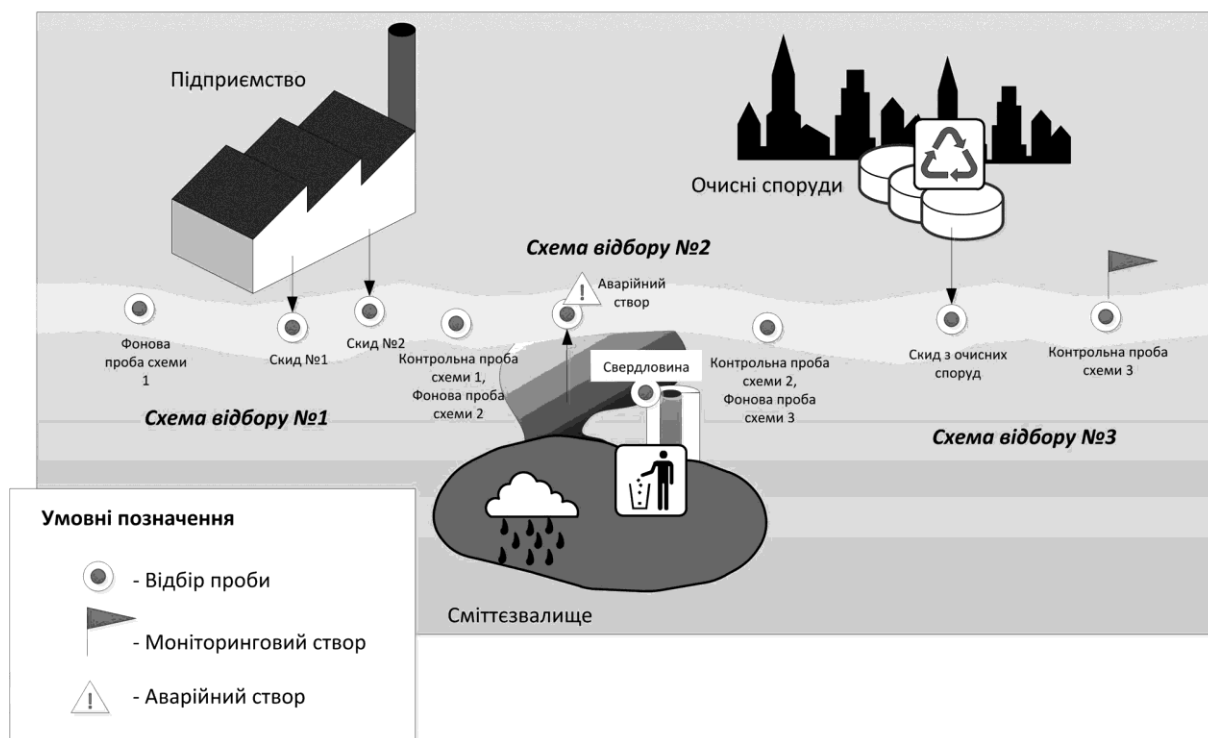 Підприємство
Очисні споруди
Схема відбору №2
Аварійний
створ
Фонова
проба схеми
1
Скид №1
Скид №2
Контрольна проба
схеми 1,
Фонова проба
схеми 2
Свердловина
Контрольна проба
схеми 2,
Фонова проба
схеми 3
Скид з очисних
споруд
Контрольна проба
схеми 3
Схема відбору №1
Схема відбору №3
Сміттєзвалище
Умовні позначення
- Відбір проби
- Моніторинговий створ
! - Аварійний створ